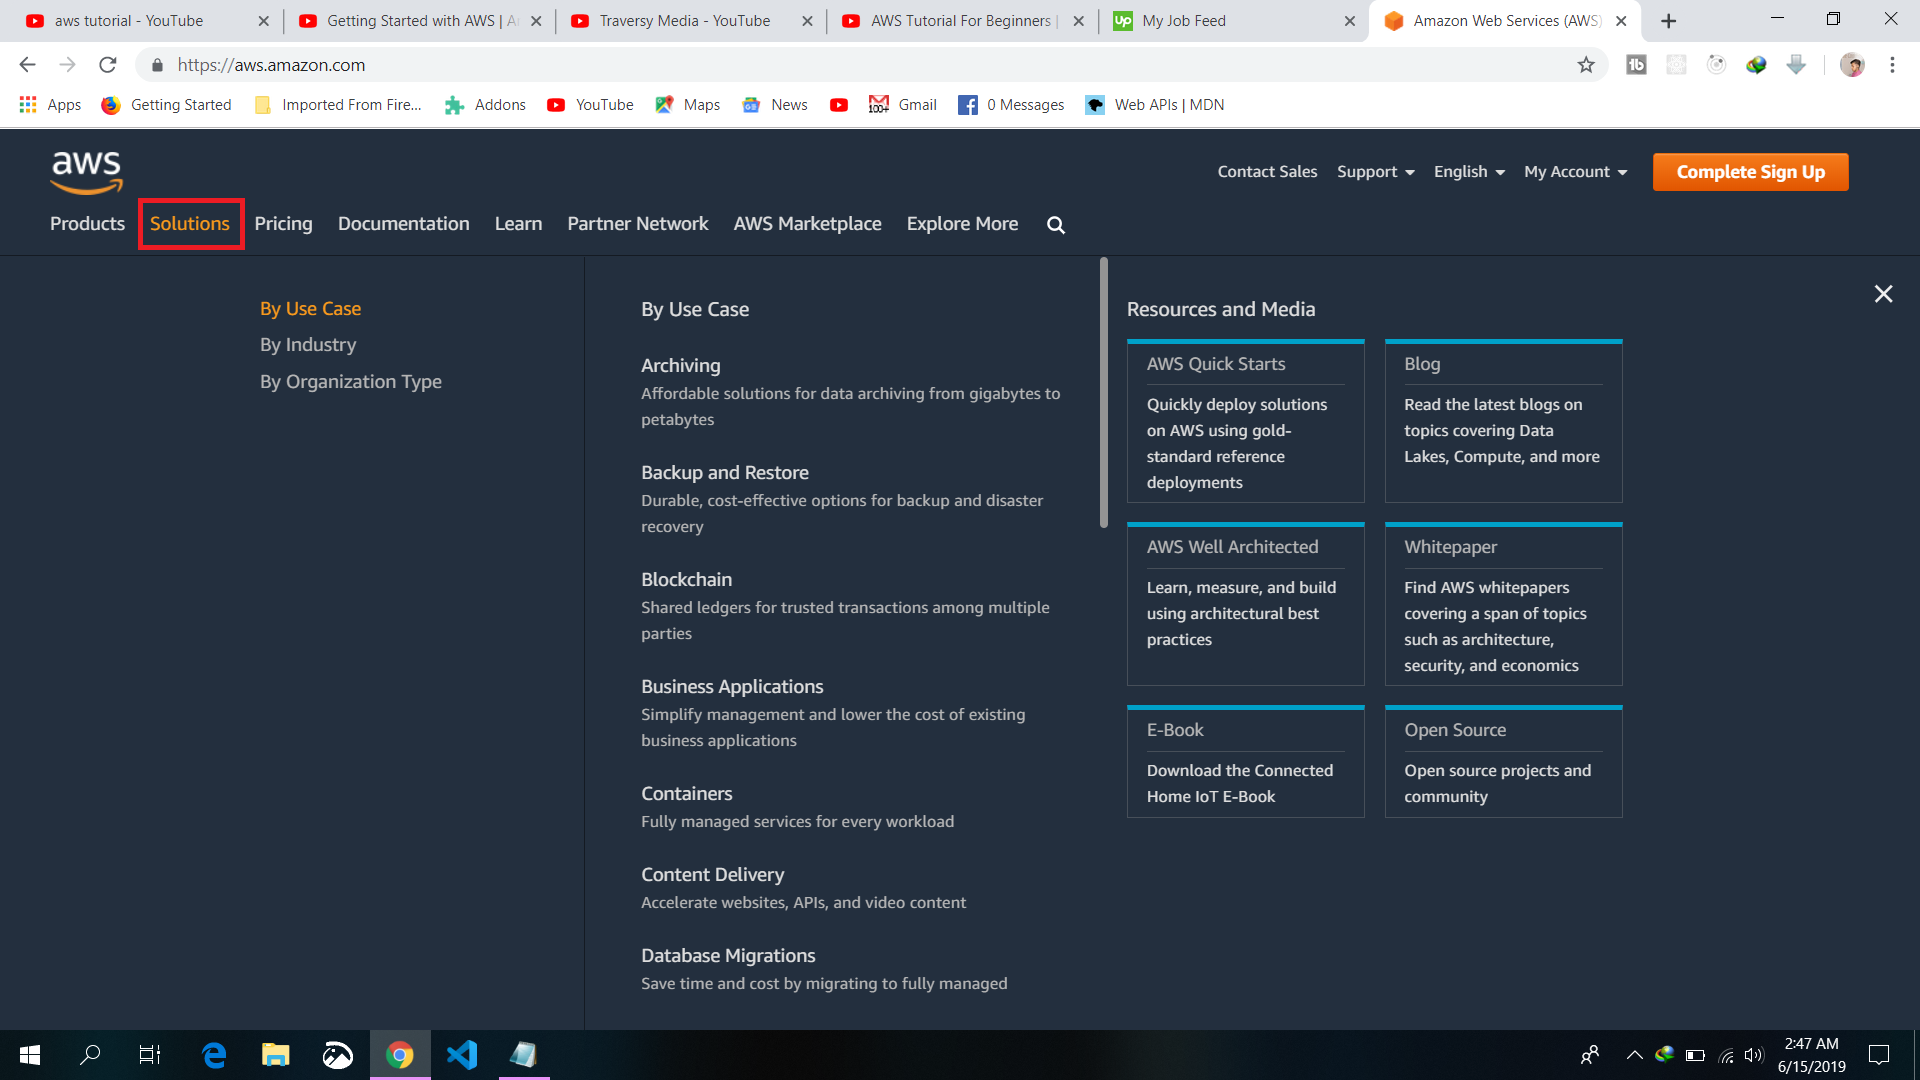 aws tutorial - YouTube
Getting Started with AWS | A
Traversy Media - YouTube
AWS Tutorial For Beginners |
Up My Job Feed
Amazon Web Services (AWS)
https://aws.amazon.com
Apps
Getting Started
Imported From Fire...
Addons
YouTube
Maps
News
100+ Gmail
0 Messages
Web APIs | MDN
aws
Contact Sales
Support
English
My Account
Complete Sign Up
Products
Solutions
Pricing
Documentation
Learn
Partner Network
AWS Marketplace
Explore More
By Use Case
By Industry
By Organization Type
By Use Case
Archiving
Affordable solutions for data archiving from gigabytes to
petabytes
Backup and Restore
Durable, cost-effective options for backup and disaster
recovery
Blockchain
Shared ledgers for trusted transactions among multiple
parties
Business Applications
Simplify management and lower the cost of existing
business applications
Containers
Fully managed services for every workload
Content Delivery
Accelerate websites, APIs, and video content
Database Migrations
Save time and cost by migrating to fully managed
Resources and Media
AWS Quick Starts
Quickly deploy solutions
on AWS using gold-
standard reference
deployments
Blog
Read the latest blogs on
topics covering Data
Lakes, Compute, and more
AWS Well Architected
Learn, measure, and build
using architectural best
practices
Whitepaper
Find AWS whitepapers
covering a span of topics
such as architecture,
security, and economics
E-Book
Download the Connected
Home IoT E-Book
Open Source
Open source projects and
community
2:47 AM
6/15/2019